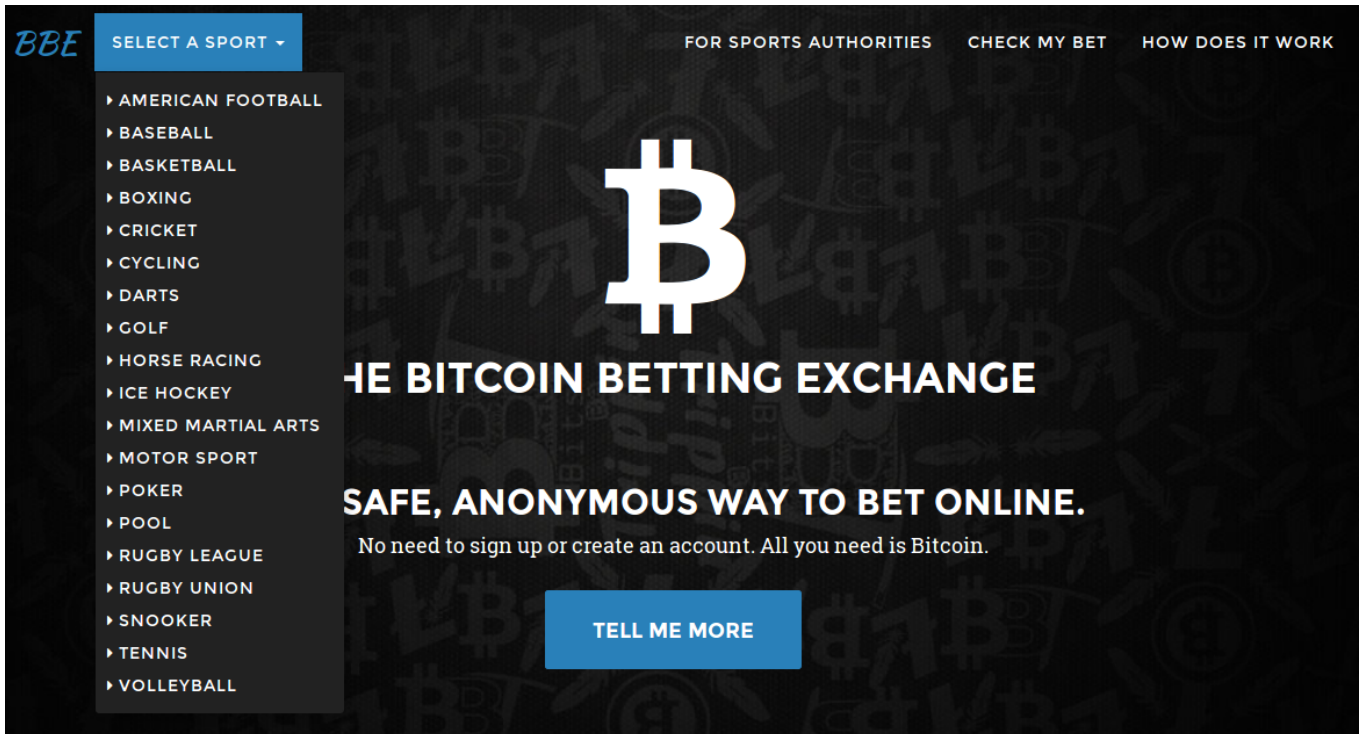 BBE
SELECT A SPORT
FOR SPORTS AUTHORITIES
CHECK MY BET
HOW DOES IT WORK
AMERICAN FOOTBALL
BASEBALL
BASKETBALL
BOXING
CRICKET
CYCLING
DARTS
GOLF
HORSE RACING
ICE HOCKEY
MIXED MARTIAL ARTS
MOTOR SPORT
POKER
POOL
RUGBY LEAGUE
RUGBY UNION
SNOOKER
TENNIS
VOLLEYBALL
HE BITCOIN BETTING EXCHANGE
SAFE, ANONYMOUS WAY TO BET ONLINE.
No need to sign up or create an account. All you need is Bitcoin.
TELL ME MORE